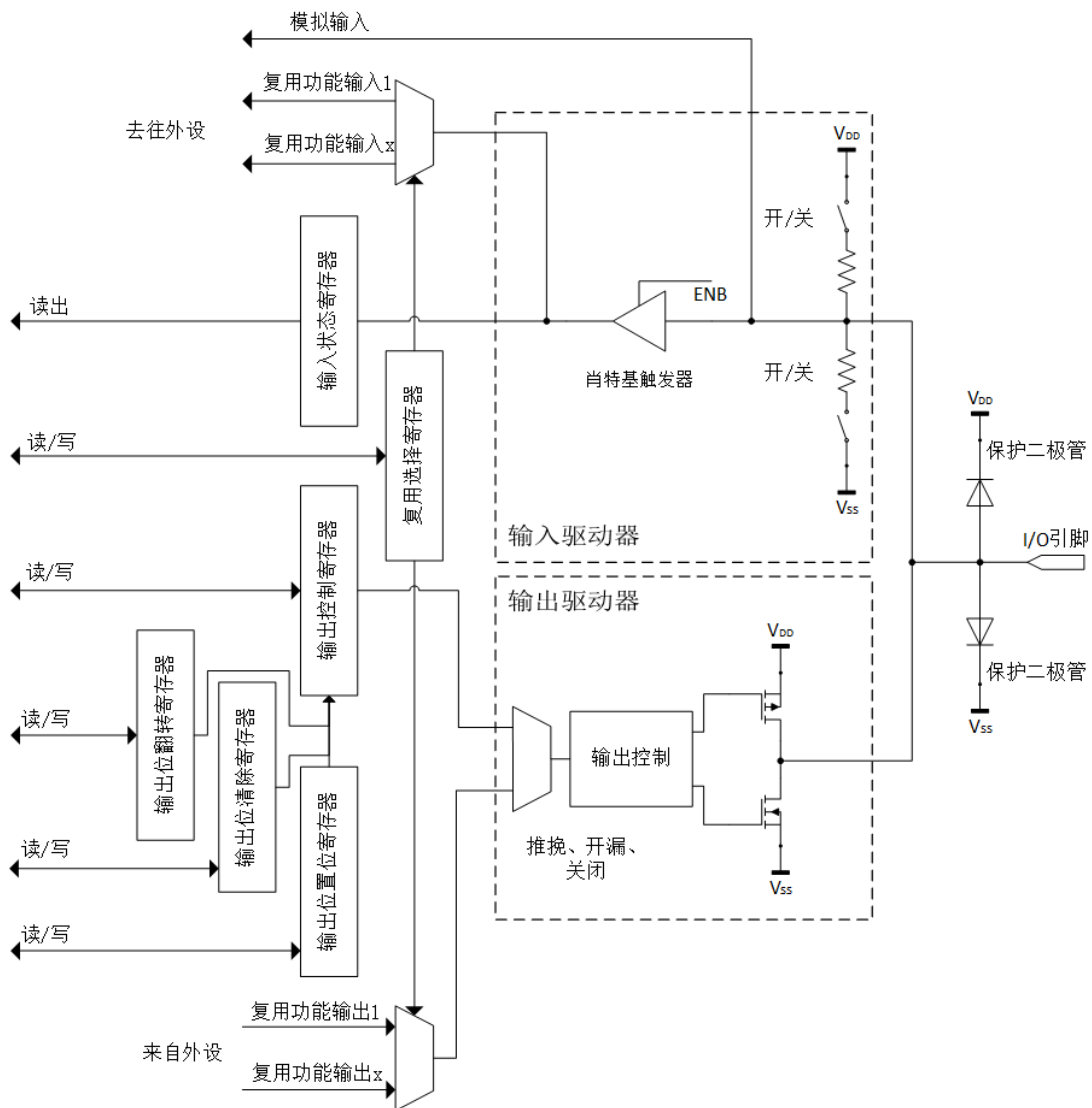 模拟输入
复用功能输入1
去往外设
复用功能输入x
VDD
开/关
输入状态寄存器
ENB
读出
肖特基触发器
开/关
复用选择寄存器
VDD
读/写
保护二极管
VSS
输入驱动器
I/O引脚
输出控制寄存器
读/写
输出驱动器
VDD
保护二极管
输出位翻转寄存器
输出位清除寄存器
读/写
VSS
输出控制
输出位置位寄存器
推挽、开漏、
关闭
读/写
VSS
读/写
复用功能输出1
来自外设
复用功能输出x